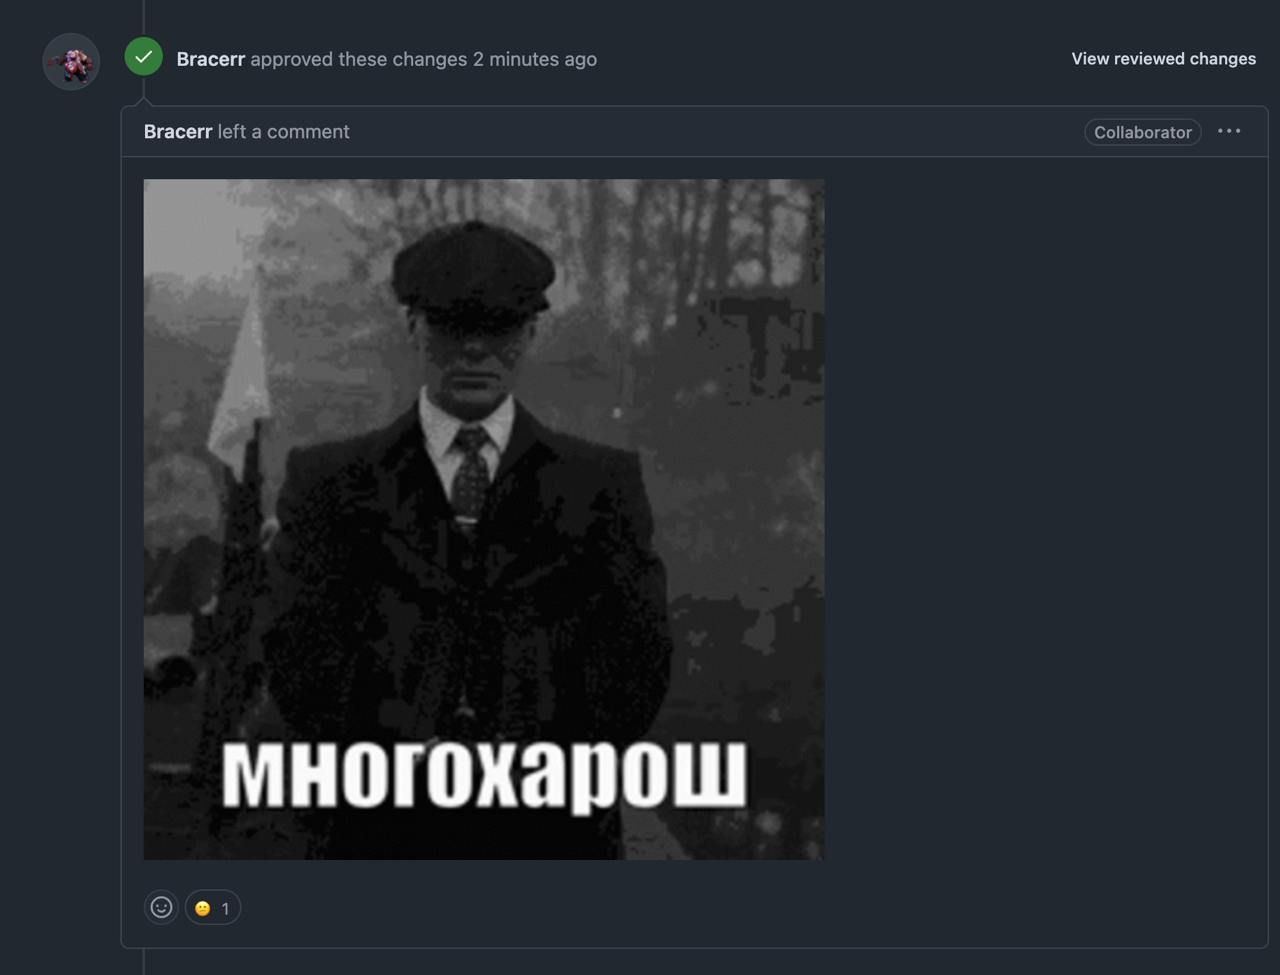 Bracerr approved these changes 2 minutes ago
View reviewed changes
Bracerr left a comment
Collaborator
многохарош
1